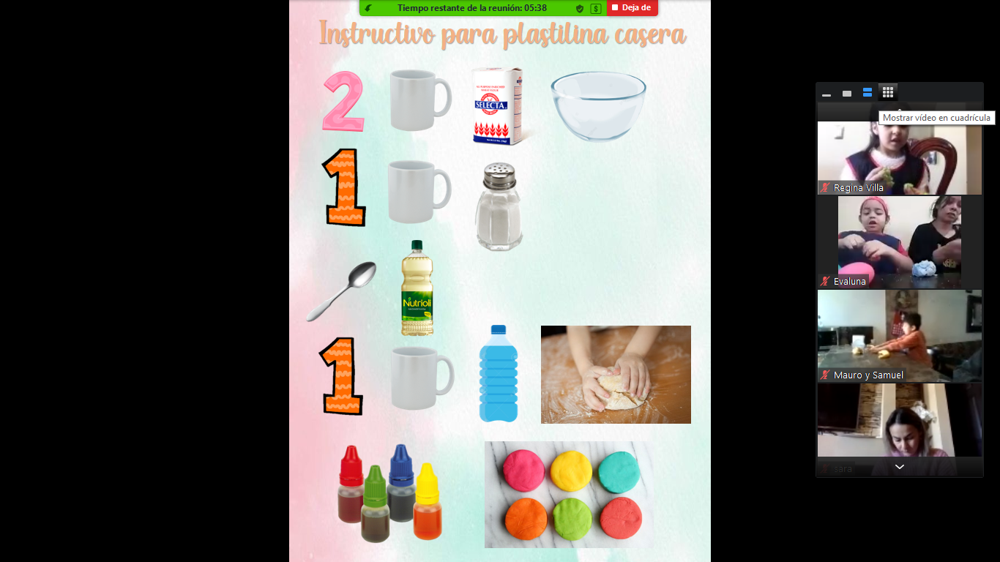 Tiempo restante de la reunión: 05:38
Deja de
Instructivo para plastilina casera
2
SELECTA
1
Nutrioli
1
Mostrar vídeo en cuadrícula
Regina Villa
Evaluna
Mauro y Samuel
sara